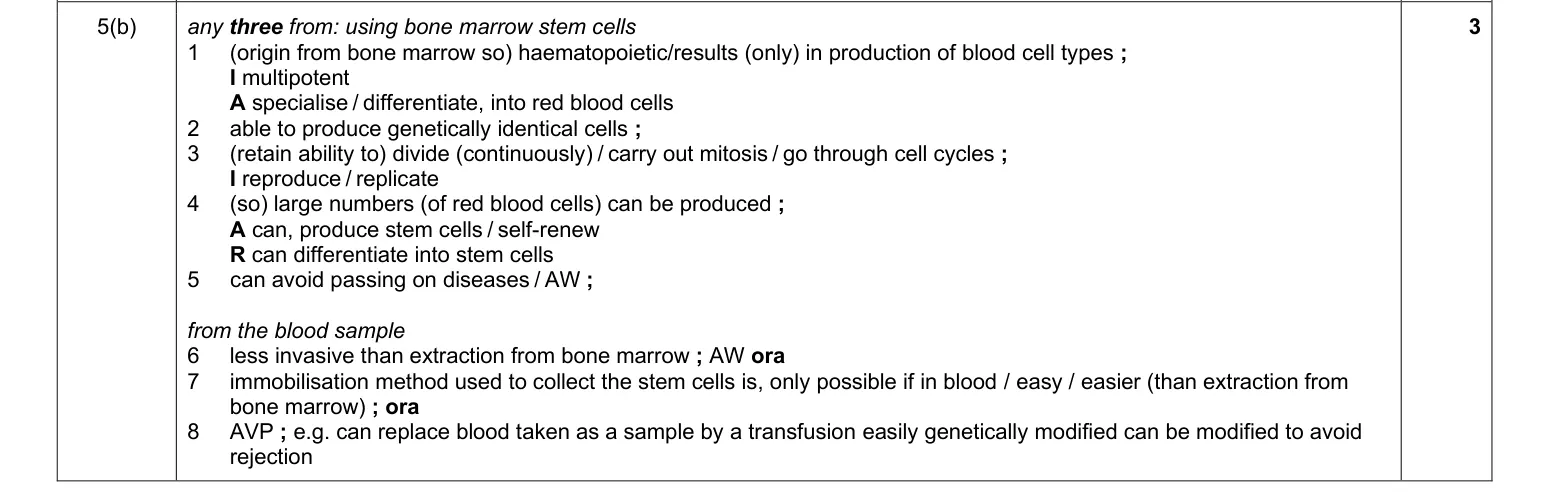 5(b) any three from: using bone marrow stem cells 3
1 (origin from bone marrow so) haematopoietic/results (only) in production of blood cell types ;
I multipotent
A specialise / differentiate, into red blood cells
2 able to produce genetically identical cells ;
3 (retain ability to) divide (continuously) / carry out mitosis / go through cell cycles ;
I reproduce / replicate
4 (so) large numbers (of red blood cells) can be produced ;
A can, produce stem cells / self-renew
R can differentiate into stem cells
5 can avoid passing on diseases / AW ;
from the blood sample
6 less invasive than extraction from bone marrow ; AW ora
7 immobilisation method used to collect the stem cells is, only possible if in blood / easy / easier (than extraction from
bone marrow) ; ora
8 AVP ; e.g. can replace blood taken as a sample by a transfusion easily genetically modified can be modified to avoid
rejection